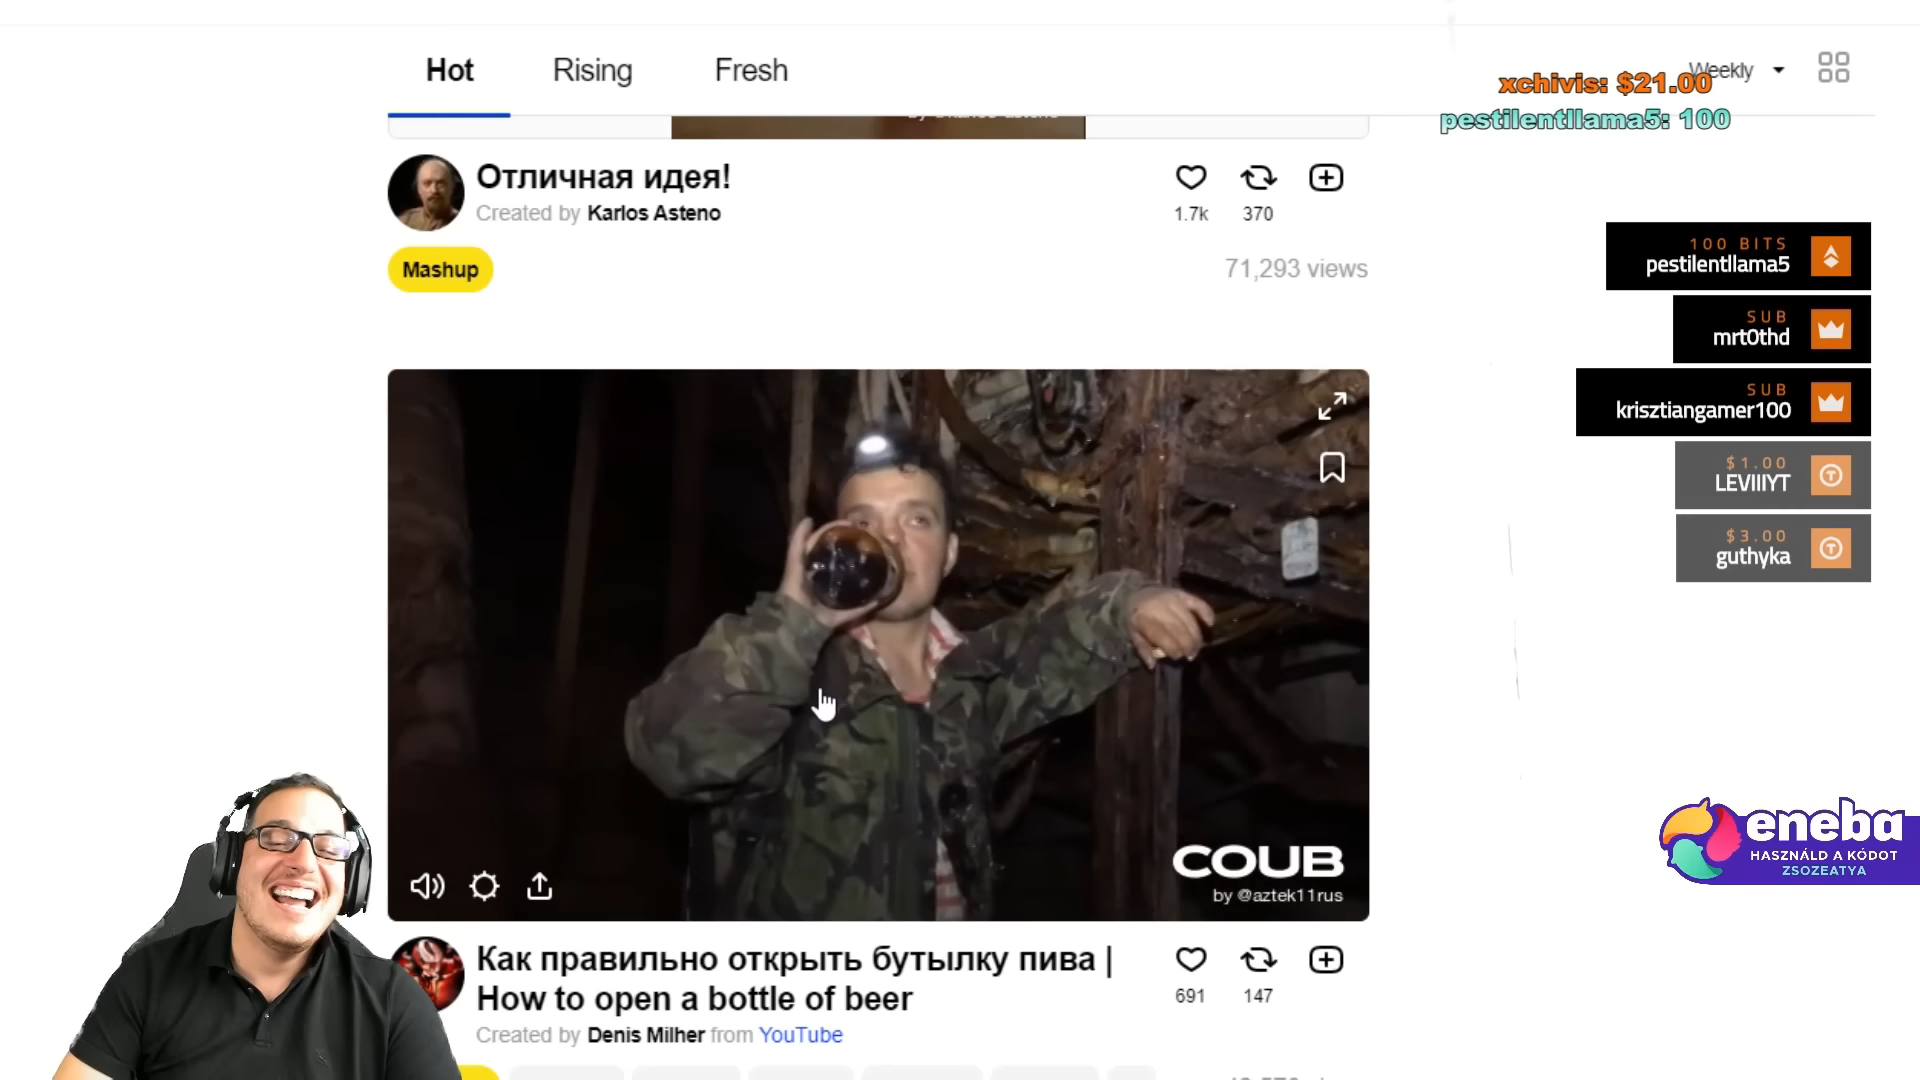 Hot
Rising
Fresh
Weekly
xchivis: $21.00
pestilentllama5: 100
Отличная идея!
Created by Karlos Asteno
1.7k
370
Mashup
71,293 views
100 BITS
pestilentllama5
SUB
mrt0thd
SUB
krisztiangamer100
$1.00
LEVIIIYT
$3.00
guthyka
COUB
by @aztek11rus
eneba
HASZNÁLD A KÓDOT
ZSOZEATYA
Как правильно открыть бутылку пива |
How to open a bottle of beer
691
147
Created by Denis Milher from YouTube